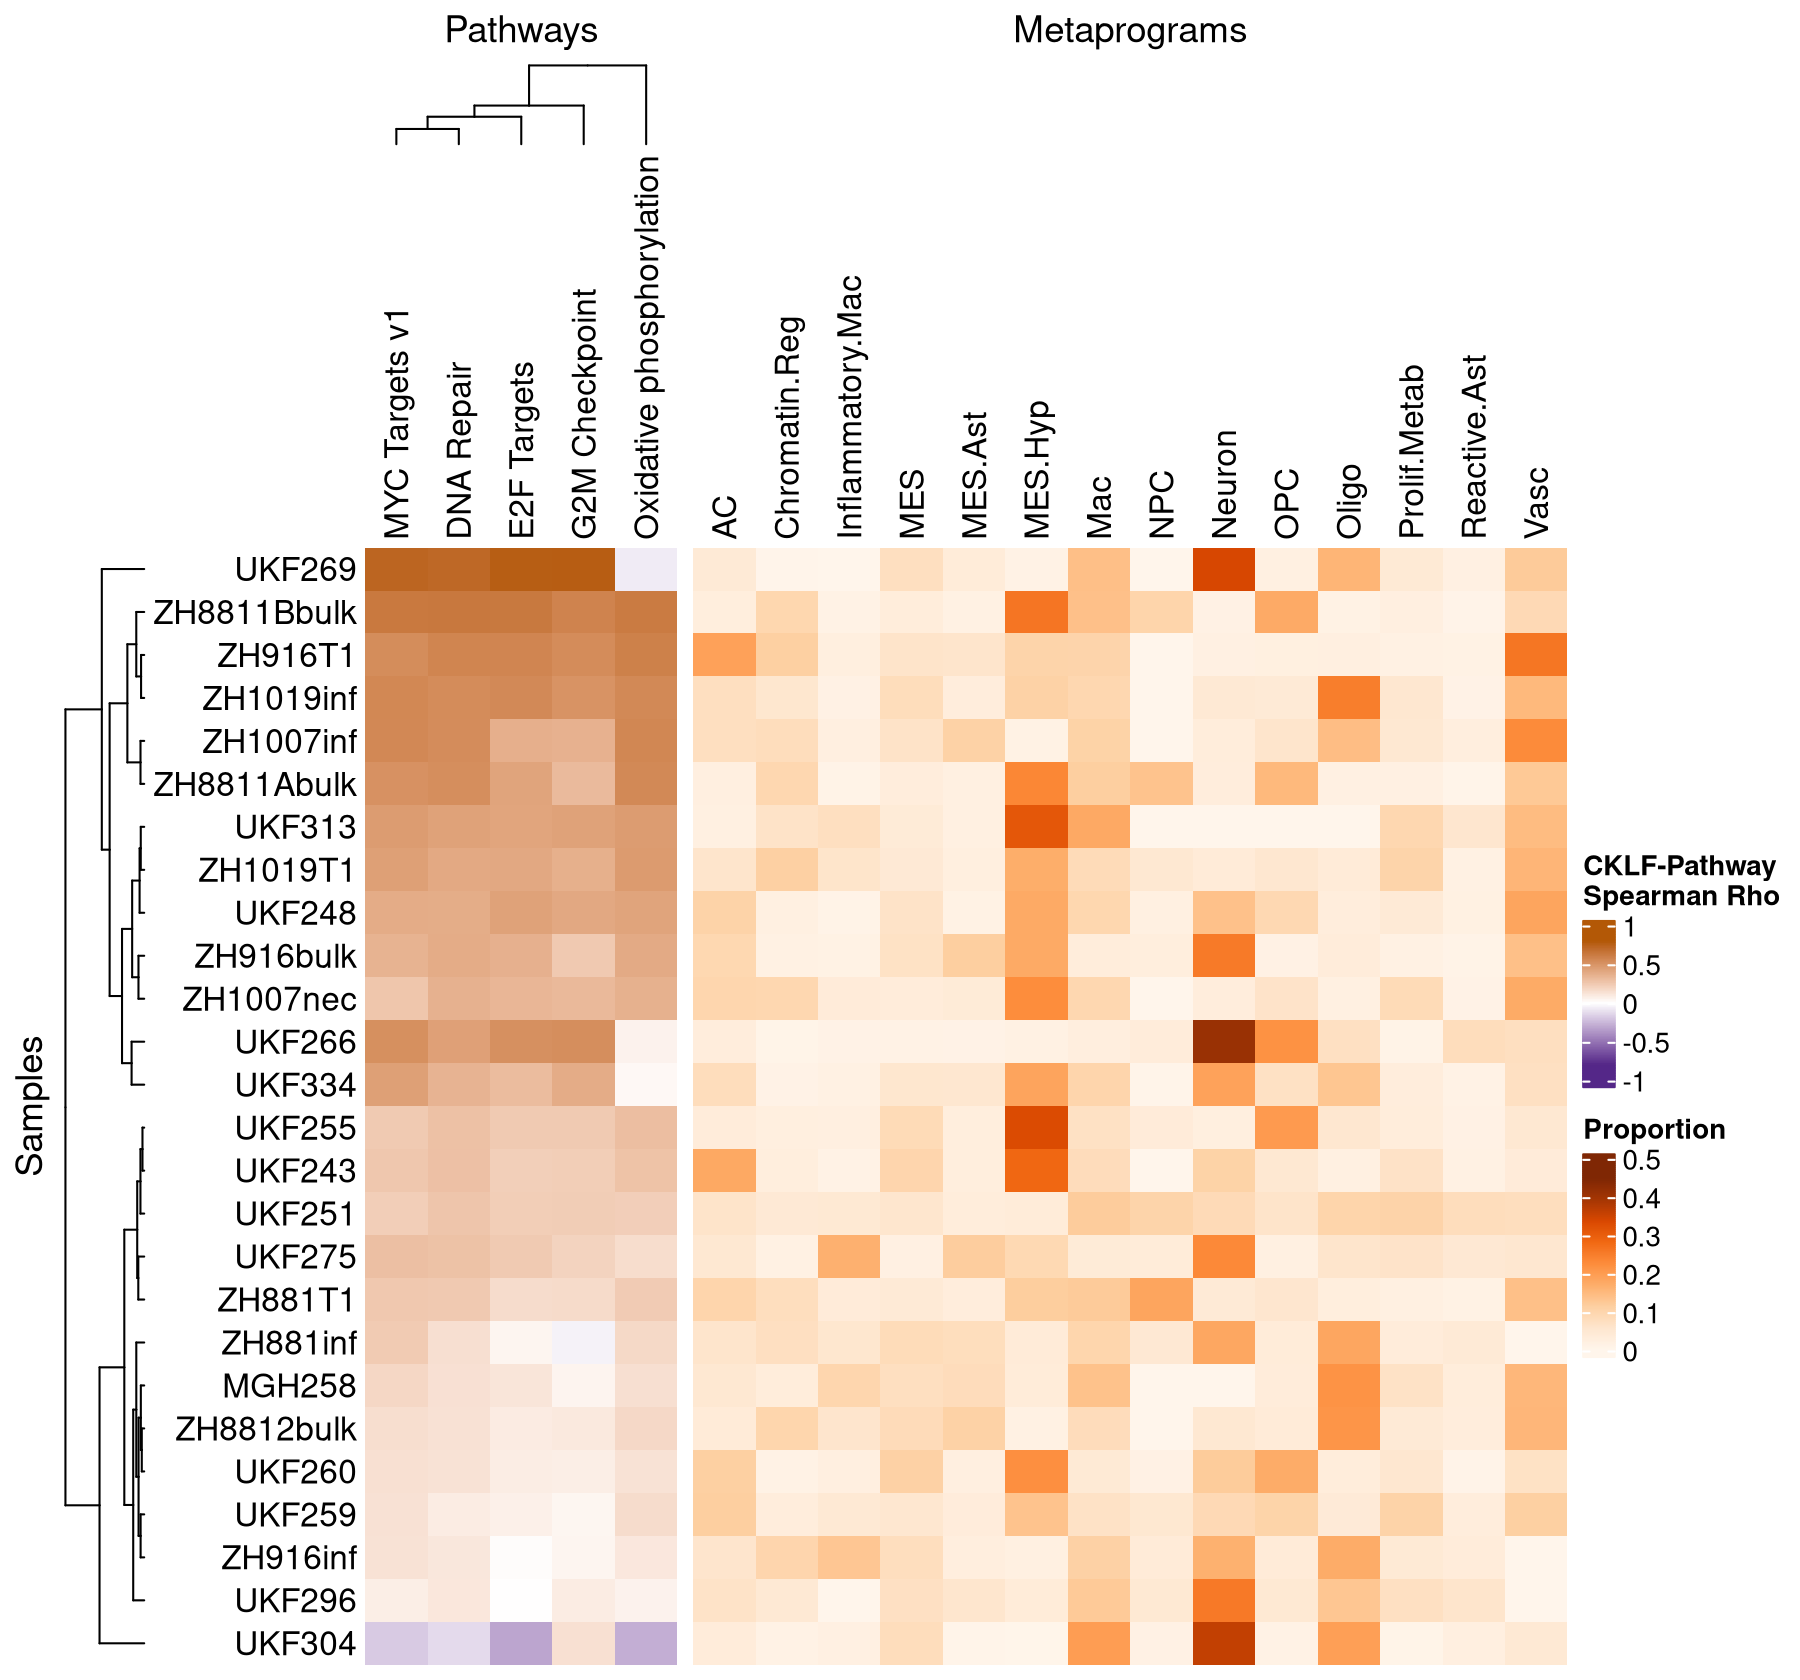 Pathways
Metaprograms
MYC Targets v1
DNA Repair
E2F Targets
G2M Checkpoint
Oxidative phosphorylation
AC
Chromatin.Reg
Inflammatory.Mac
MES
MES.Ast
MES.Hyp
Mac
NPC
Neuron
OPC
Oligo
Prolif.Metab
Reactive.Ast
Vasc
Samples
UKF269
ZH8811Bbulk
ZH916T1
ZH1019inf
ZH1007inf
ZH8811Abulk
UKF313
ZH1019T1
UKF248
ZH916bulk
ZH1007nec
UKF266
UKF334
UKF255
UKF243
UKF251
UKF275
ZH881T1
ZH881inf
MGH258
ZH8812bulk
UKF260
UKF259
ZH916inf
UKF296
UKF304
CKLF-Pathway
Spearman Rho
1
0.5
0
-0.5
-1
Proportion
0.5
0.4
0.3
0.2
0.1
0